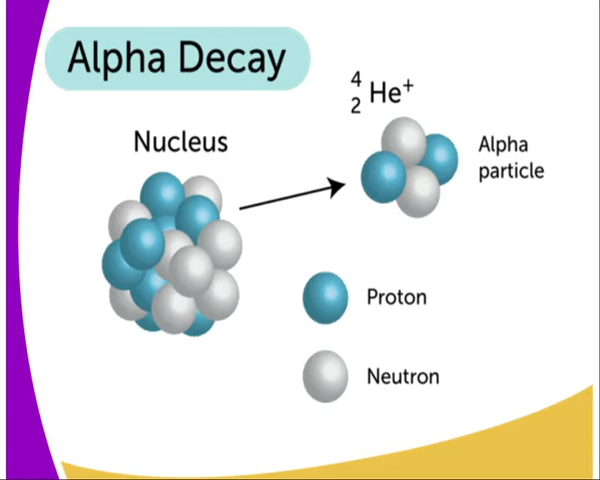 Alpha Decay
4
2 He+
Nucleus
Alpha
particle
Proton
Neutron